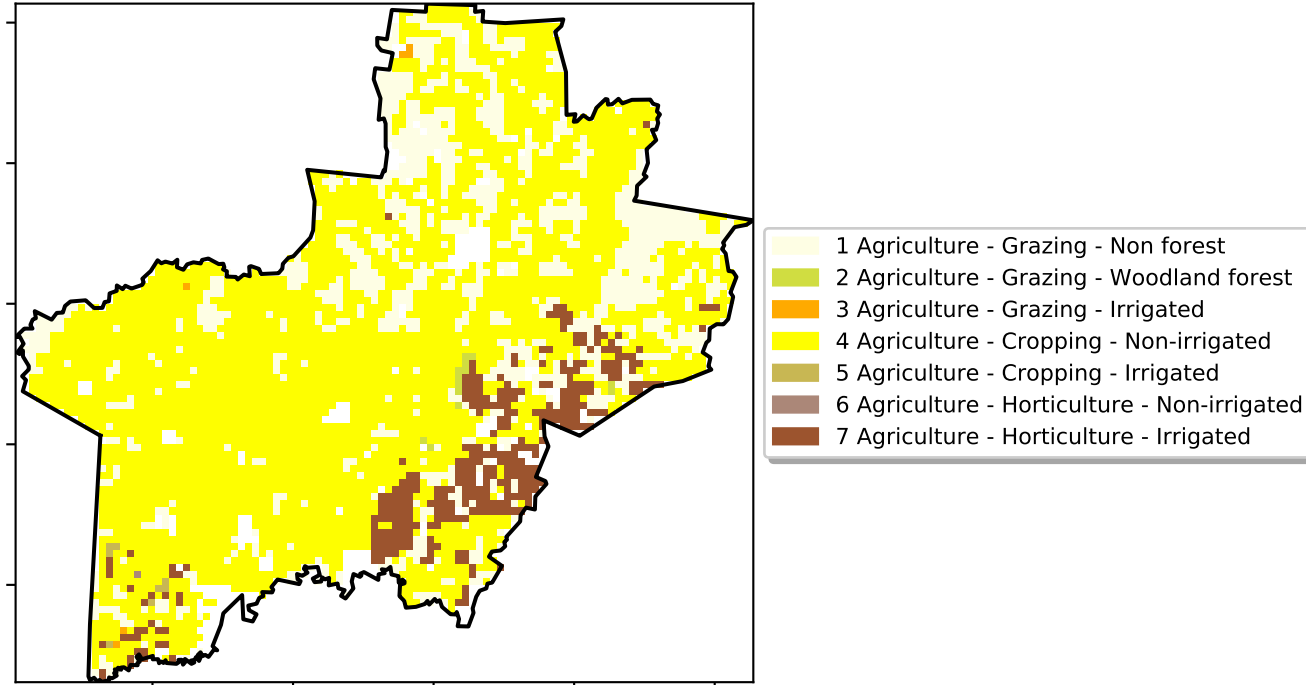 1 Agriculture - Grazing - Non forest
2 Agriculture - Grazing - Woodland forest
3 Agriculture - Grazing - Irrigated
4 Agriculture - Cropping - Non-irrigated
5 Agriculture - Cropping - Irrigated
6 Agriculture - Horticulture - Non-irrigated
7 Agriculture - Horticulture - Irrigated